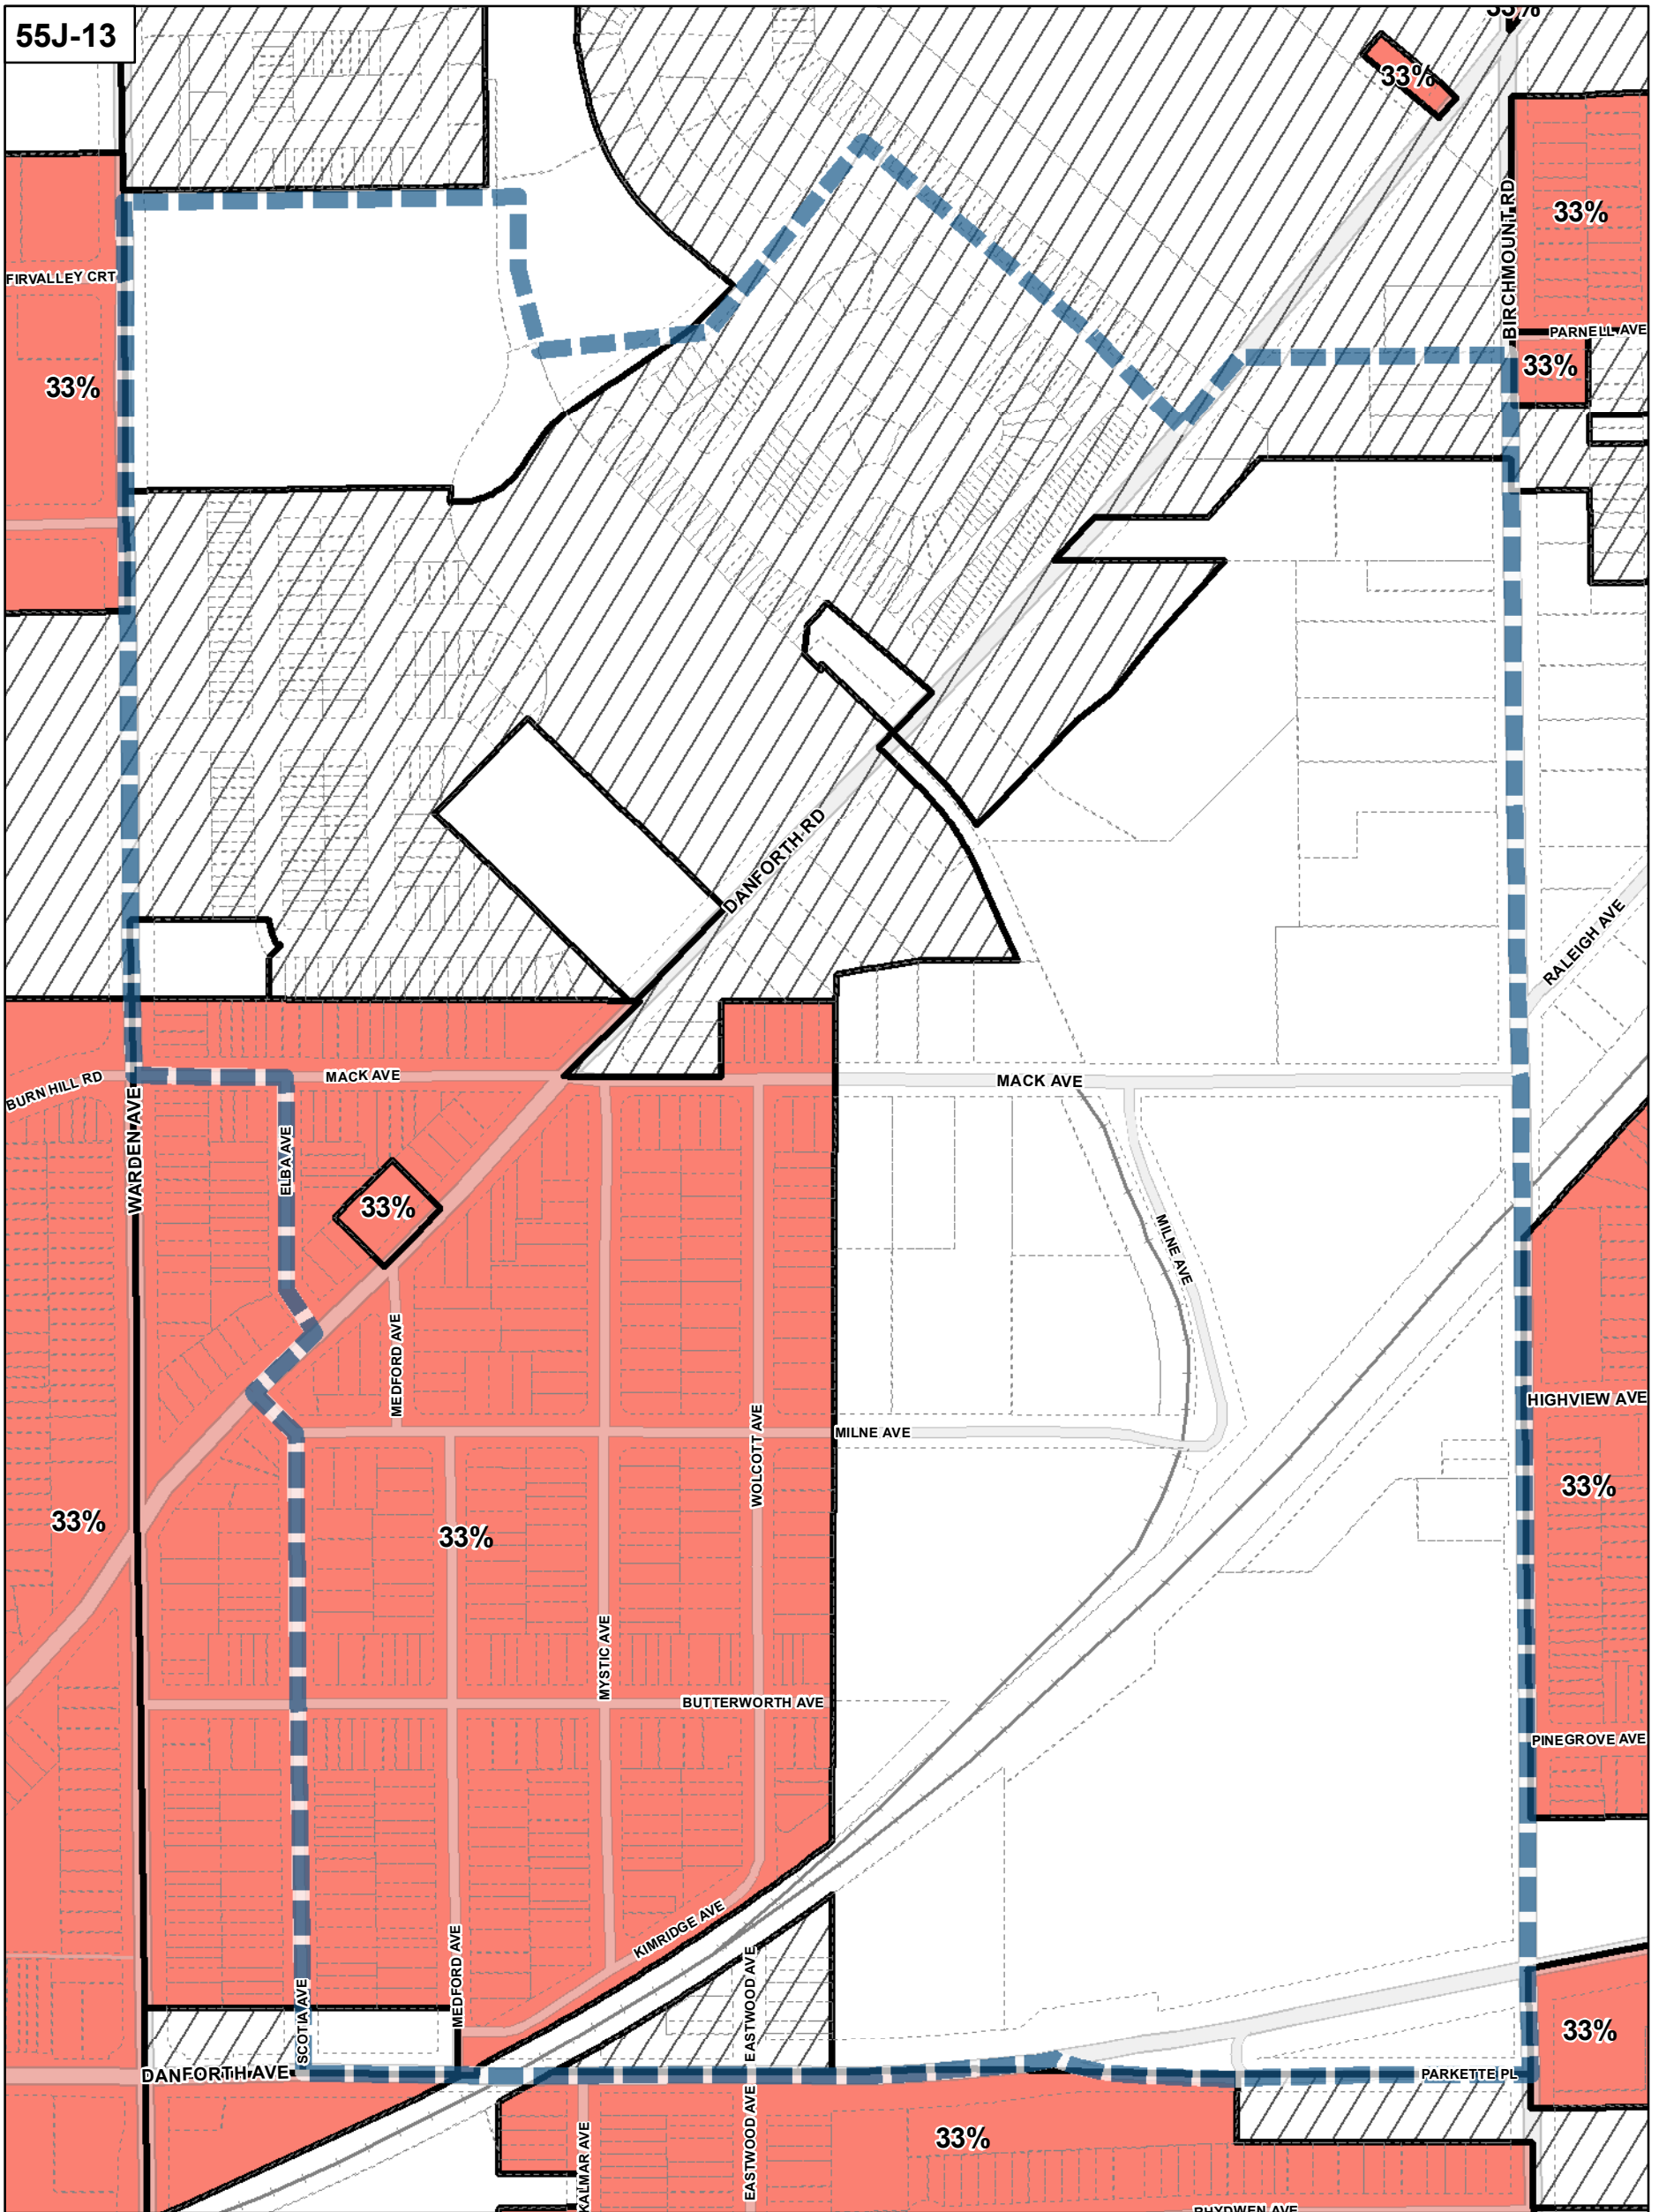 55J-13
33%
33%
BIRCHMOUNT RD
33%
FIRVALLEY CRT
PARNELL AVE
33%
33%
DANFORTH RD
RALEIGH AVE
BURN HILL RD
MACK AVE
MACK AVE
WARDEN AVE
ELBA AVE
33%
MILNE AVE
MEDFORD AVE
HIGHVIEW AVE
WOLCOTT AVE
MILNE AVE
33%
33%
33%
MYSTIC AVE
BUTTERWORTH AVE
PINEGROVE AVE
KIMRIDGE AVE
MEDFORD AVE
EASTWOOD AVE
SCOTIA AVE
33%
DANFORTH AVE
PARKETTE PL
KALMAR AVE
EASTWOOD AVE
33%
RHYDWEN AVE